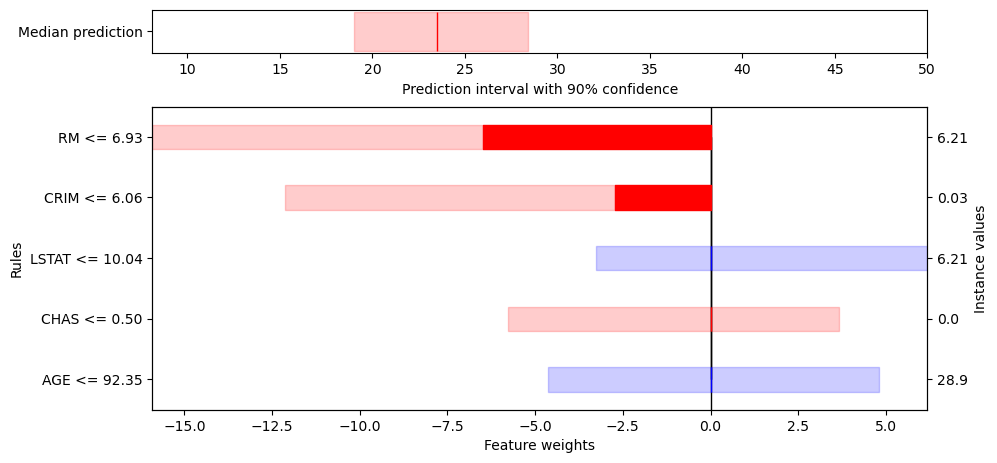 Median prediction
10 15 20 25 30 35 40 45 50
Prediction interval with 90% confidence
RM <= 6.93 6.21
CRIM <= 6.06 0.03
LSTAT <= 10.04 6.21
CHAS <= 0.50 0.0
AGE <= 92.35 28.9
Rules
Instance values
−15.0 −12.5 −10.0 −7.5 −5.0 −2.5 0.0 2.5 5.0
Feature weights